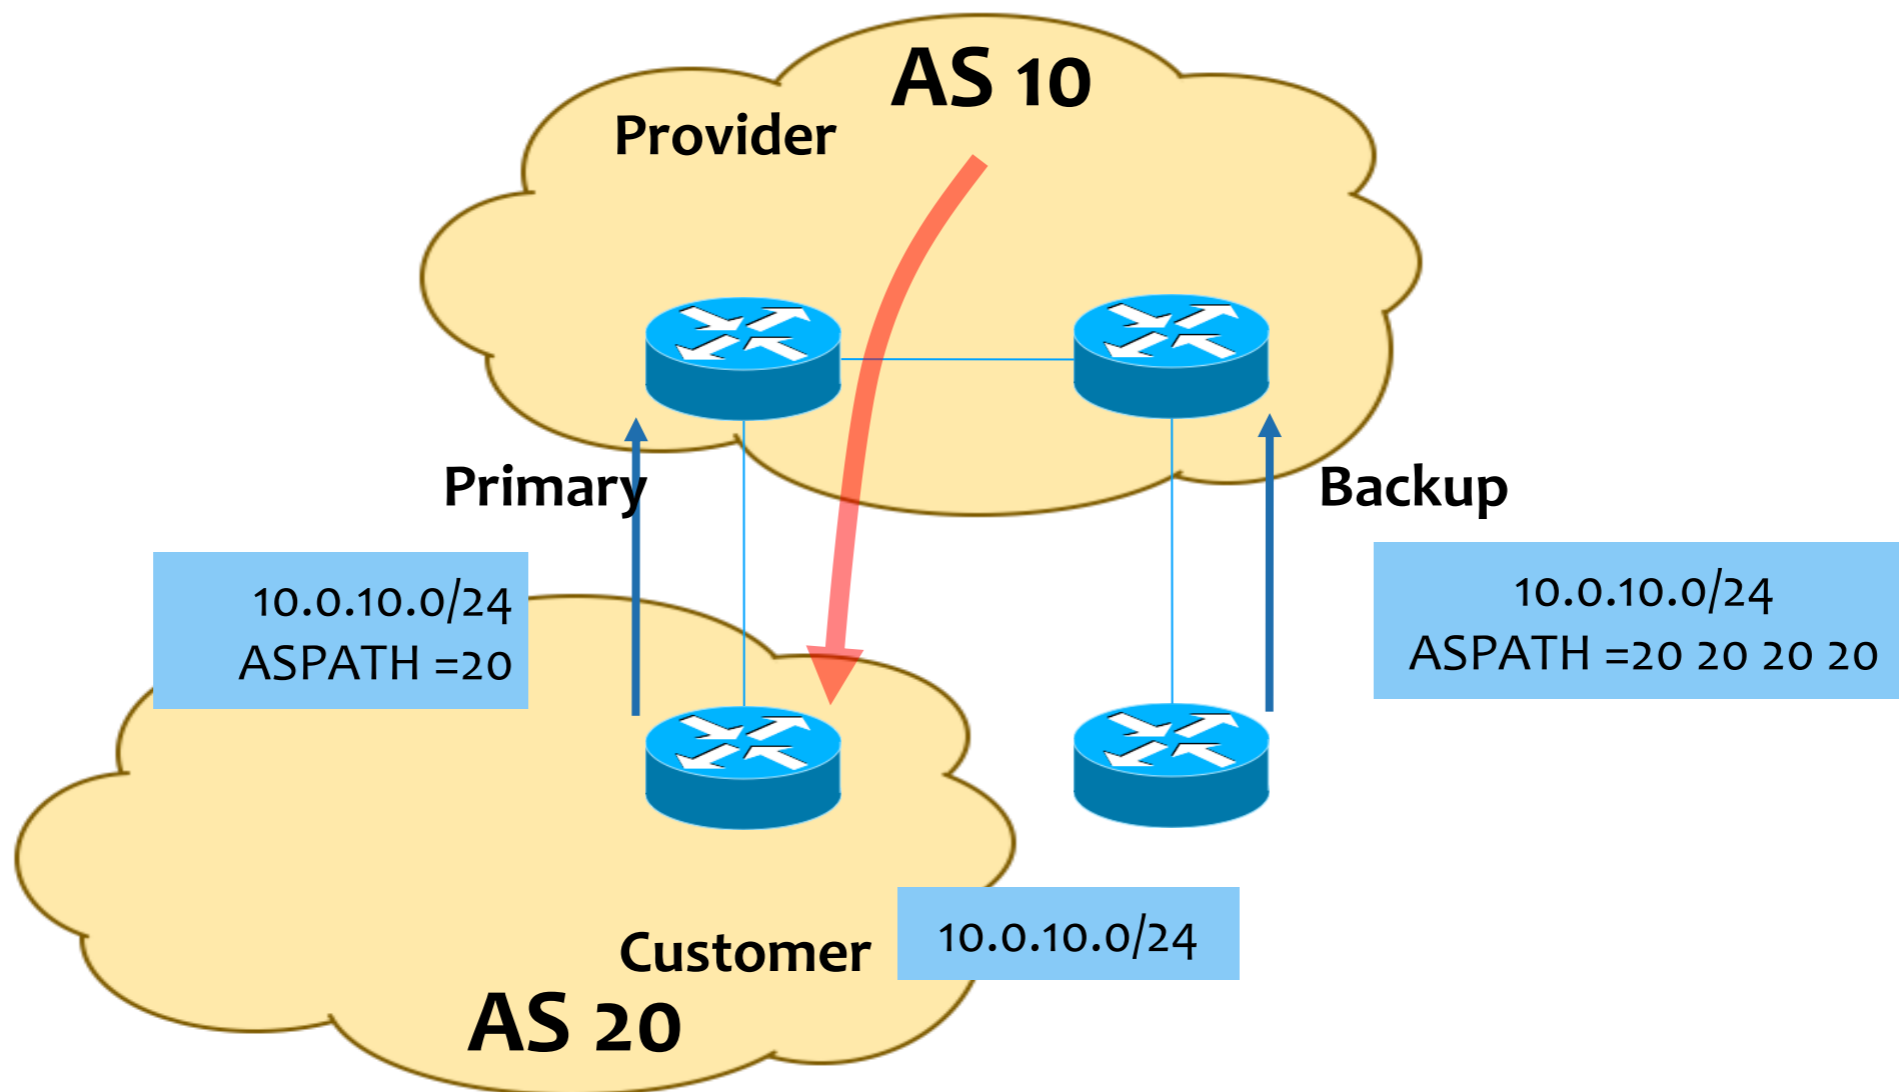 AS 10
Provider
Primary
Backup
10.0.10.0/24
ASPATH =20
10.0.10.0/24
ASPATH =20 20 20 20
Customer
10.0.10.0/24
AS 20